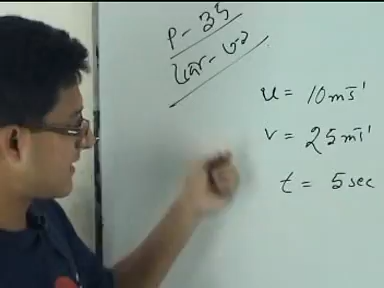 P - 35
u = 10 ms⁻¹
v = 25 ms⁻¹
t = 5 sec